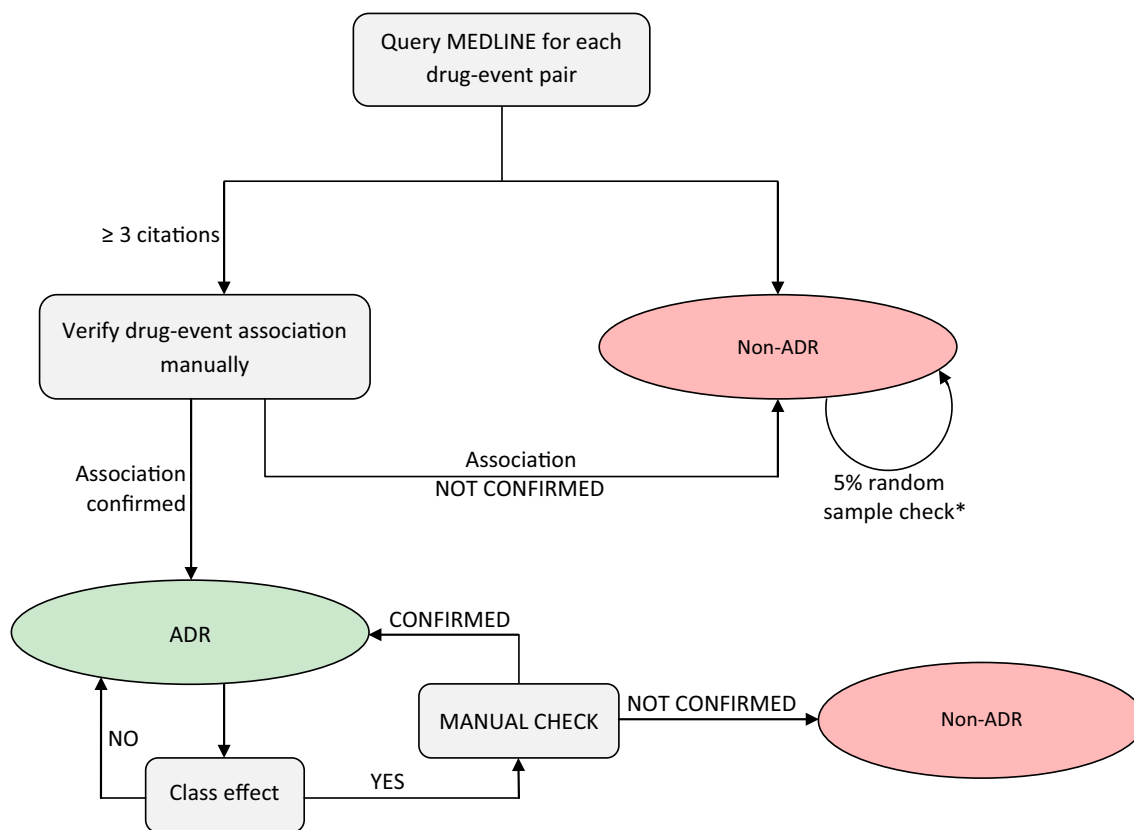 Query MEDLINE for each
drug-event pair
≥ 3 citations
Verify drug-event association
manually
Non-ADR
Association
confirmed
Association
NOT CONFIRMED
5% random
sample check*
ADR
CONFIRMED
MANUAL CHECK
NOT CONFIRMED
Non-ADR
NO
Class effect
YES